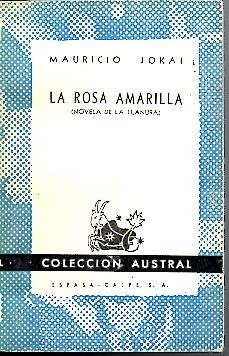 MAURICIO JOKAI
LA ROSA AMARILLA
(NOVELA DE LA LLANURA)
L
COLECCIÓN AUSTRAL
ESPASA-CALPE, S. A.